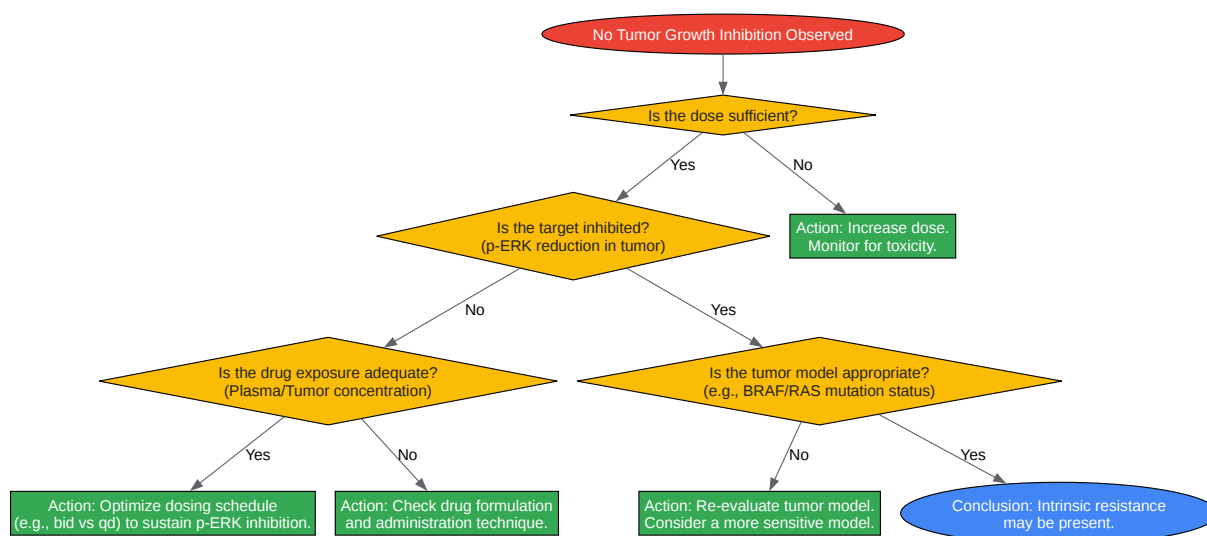 No Tumor Growth Inhibition Observed
Is the dose sufficient?
Yes
No
Is the target inhibited?
(p-ERK reduction in tumor)
Action: Increase dose.
Monitor for toxicity.
No
Yes
Is the drug exposure adequate?
(Plasma/Tumor concentration)
Is the tumor model appropriate?
(e.g., BRAF/RAS mutation status)
Yes
No
No
Yes
Action: Optimize dosing schedule
(e.g., bid vs qd) to sustain p-ERK inhibition.
Action: Check drug formulation
and administration technique.
Action: Re-evaluate tumor model.
Consider a more sensitive model.
Conclusion: Intrinsic resistance
may be present.